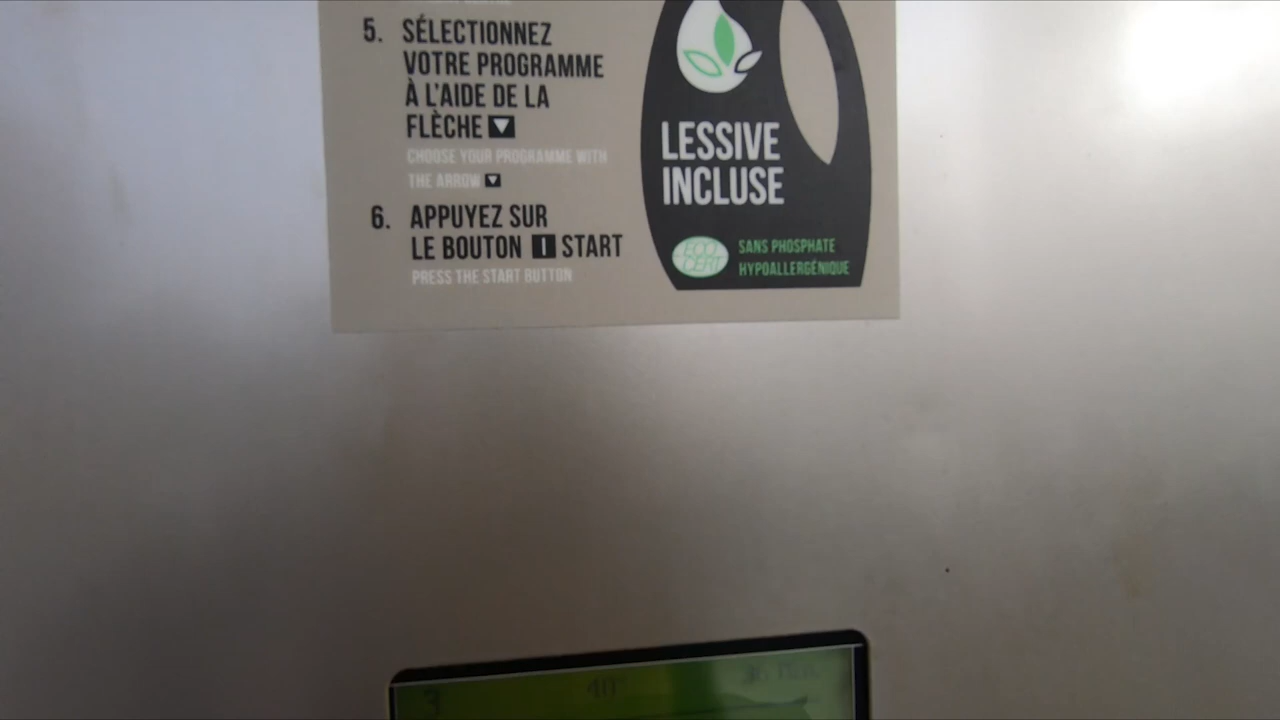 5. SÉLECTIONNEZ
VOTRE PROGRAMME
À L'AIDE DE LA
FLÈCHE
CHOOSE YOUR PROGRAMME WITH
THE ARROW
6. APPUYEZ SUR
LE BOUTON I START
PRESS THE START BUTTON
LESSIVE
INCLUSE
ECO
CERT
SANS PHOSPHATE
HYPOALLERGÉNIQUE
3 40°